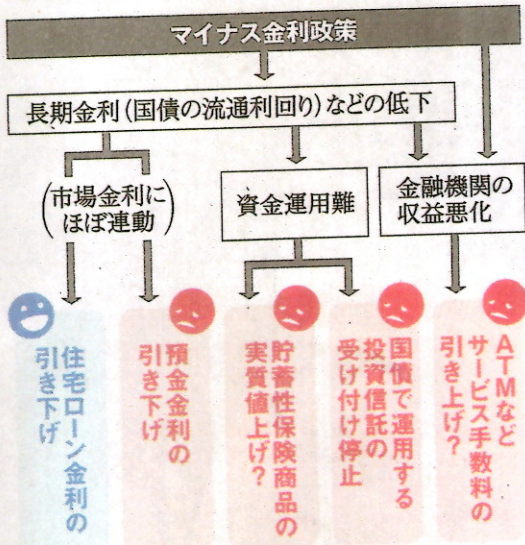 マイナス金利政策
長期金利(国債の流通利回り)などの低下
(市場金利に
ほぼ連動)
資金運用難
金融機関の
収益悪化
住宅ローン金利の
引き下げ
預金金利の
引き下げ
貯蓄性保険商品の
実質値上げ?
国債で運用する
投資信託の
受け付け停止
ATMなど
サービス手数料の
引き上げ?